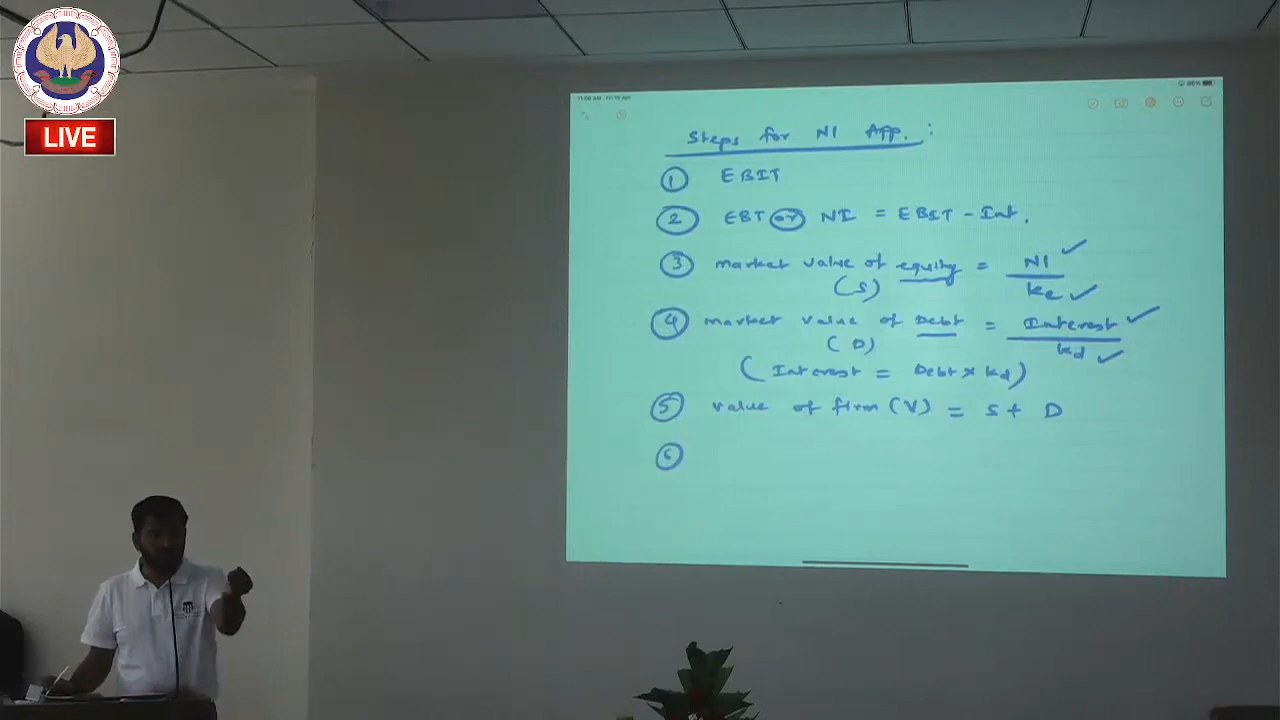 LIVE
Steps for NI App. :
① EBIT
② EBT or NI = EBIT - Int.
③ market value of equity = NI / ke
(S)
④ market value of Debt = Interest / kd
(D)
(Interest = Debt × kd)
⑤ value of firm (V) = S + D
⑥